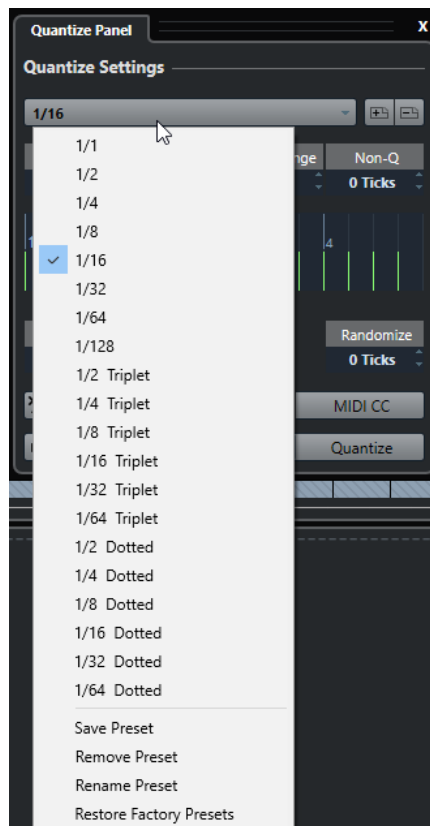 Quantize Panel X
Quantize Settings
1/16
1/1
1/2
nge Non-Q
1/4
0 Ticks
1/8
4
1/16
1/32
1/64
1/128
Randomize
1/2 Triplet
0 Ticks
1/4 Triplet
MIDI CC
1/8 Triplet
1/16 Triplet
Quantize
1/32 Triplet
1/64 Triplet
1/2 Dotted
1/4 Dotted
1/8 Dotted
1/16 Dotted
1/32 Dotted
1/64 Dotted
Save Preset
Remove Preset
Rename Preset
Restore Factory Presets